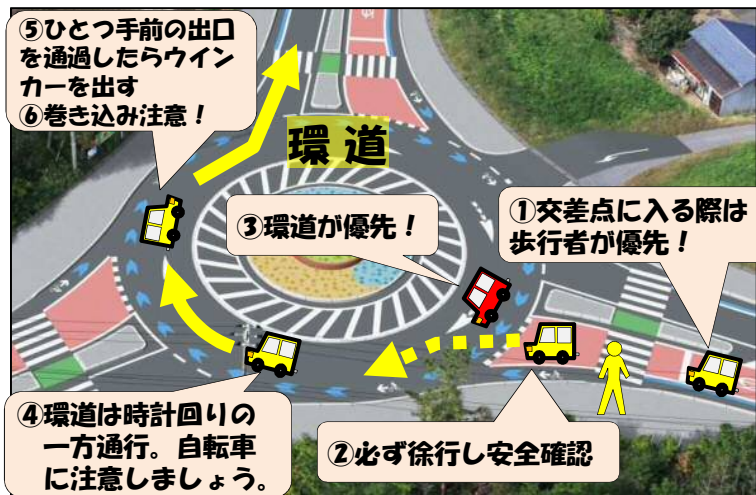 ⑤ひとつ手前の出口
を通過したらウイン
カーを出す
⑥巻き込み注意！
環道
③環道が優先！
①交差点に入る際は
歩行者が優先！
④環道は時計回りの
一方通行。自転車
に注意しましょう。
②必ず徐行し安全確認